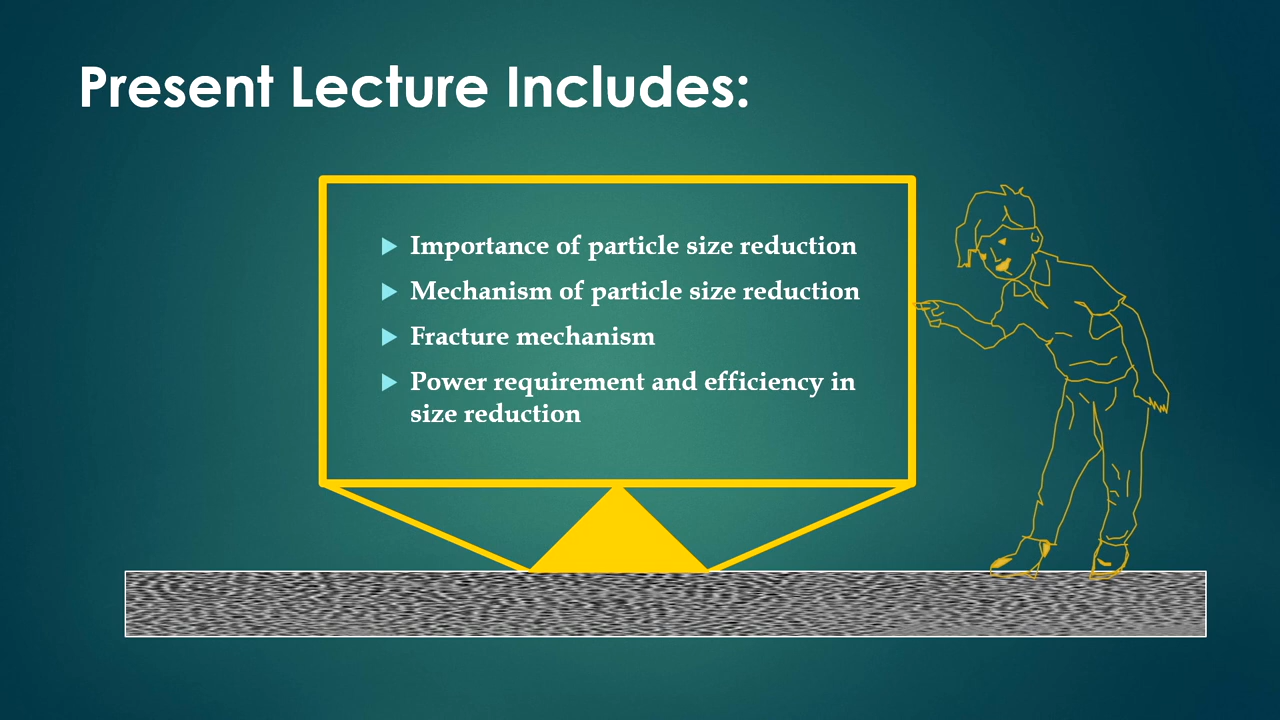 Present Lecture Includes:
Importance of particle size reduction
Mechanism of particle size reduction
Fracture mechanism
Power requirement and efficiency in
size reduction